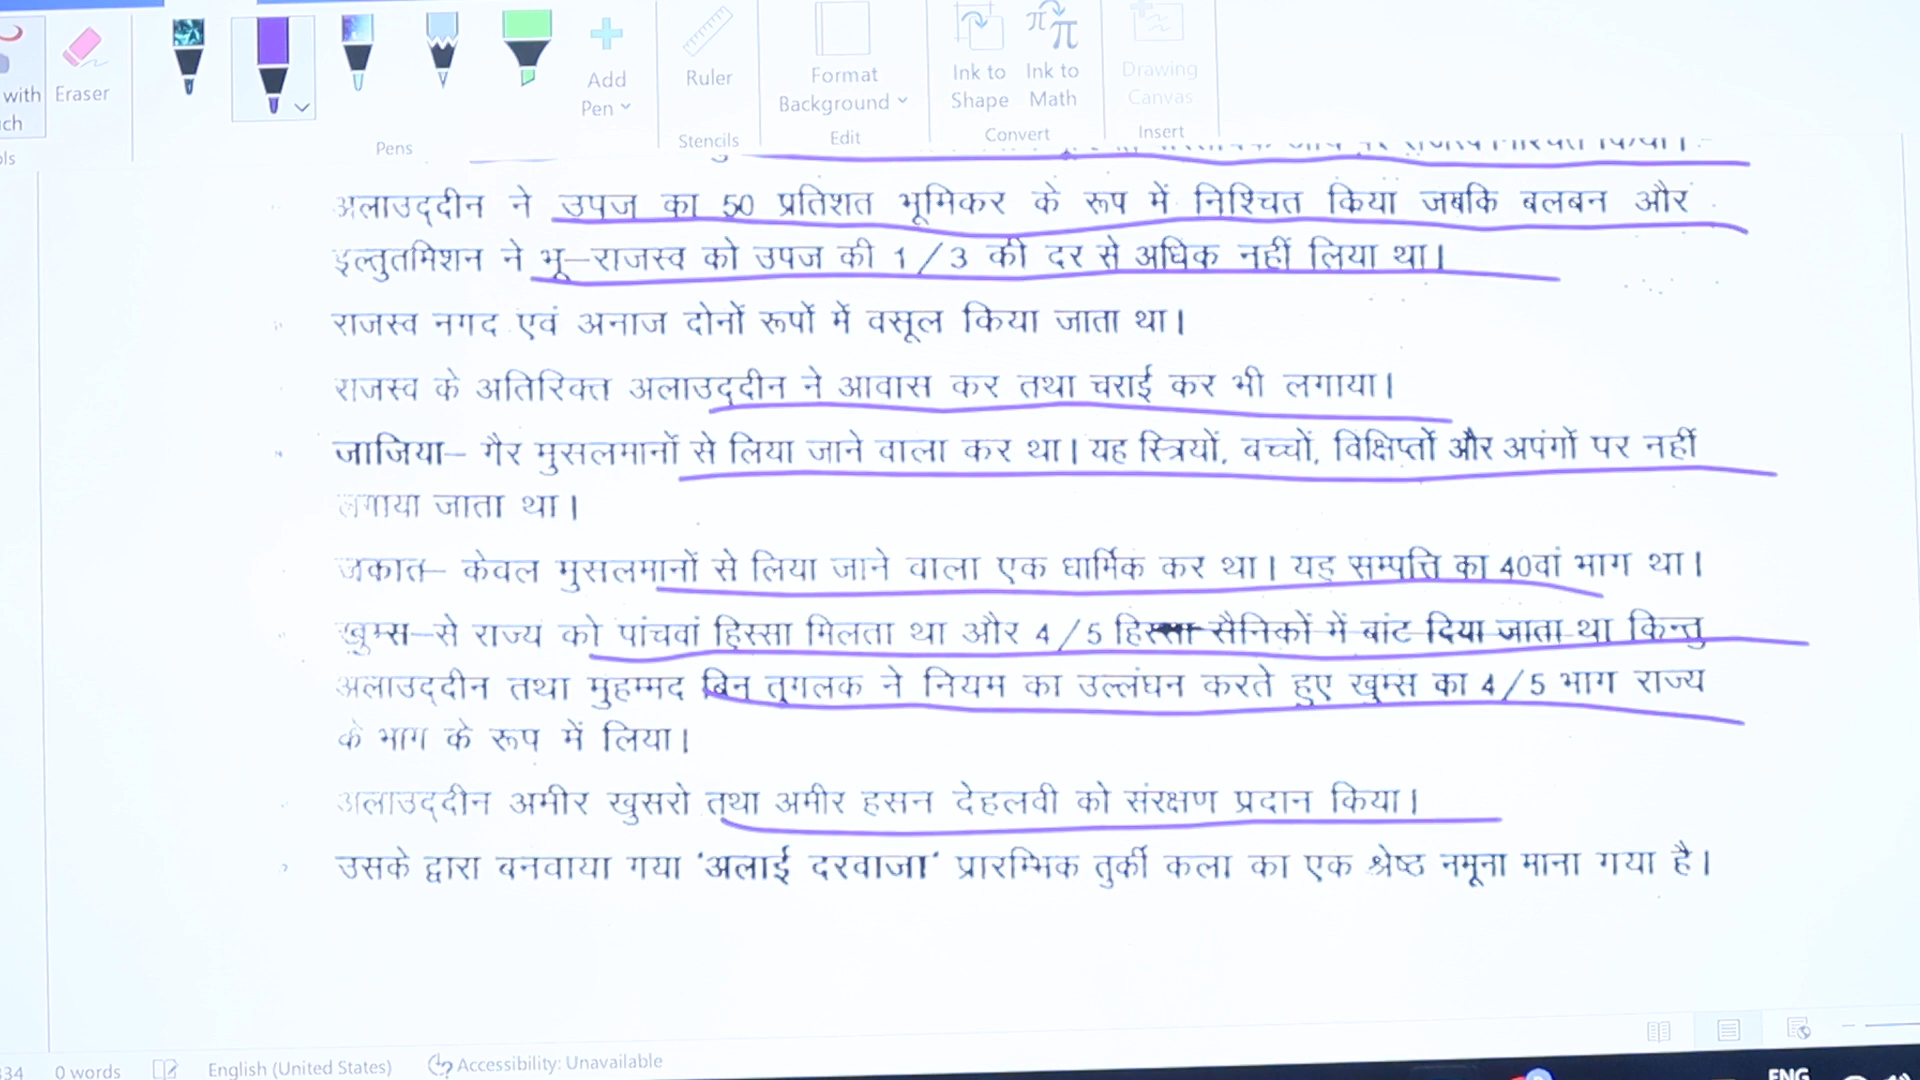 with Eraser
Add
Pen
Ruler
Format
Background
Ink to
Shape
Ink to
Math
Drawing
Canvas
Pens
Stencils
Edit
Convert
Insert
अलाउद्दीन ने उपज का 50 प्रतिशत भूमिकर के रूप में निश्चित किया जबकि बलबन और
इल्तुतमिशन ने भू–राजस्व को उपज की 1/3 की दर से अधिक नहीं लिया था।
राजस्व नगद एवं अनाज दोनों रूपों में वसूल किया जाता था।
राजस्व के अतिरिक्त अलाउद्दीन ने आवास कर तथा चराई कर भी लगाया।
जाजिया– गैर मुसलमानों से लिया जाने वाला कर था। यह स्त्रियों, बच्चों, विक्षिप्तों और अपंगों पर नहीं
लगाया जाता था।
जकात– केवल मुसलमानों से लिया जाने वाला एक धार्मिक कर था। यह सम्पत्ति का 40वां भाग था।
खुम्स–से राज्य को पांचवां हिस्सा मिलता था और 4/5 हिस्सा सैनिकों में बांट दिया जाता था किन्तु
अलाउद्दीन तथा मुहम्मद बिन तुगलक ने नियम का उल्लंघन करते हुए खुम्स का 4/5 भाग राज्य
के भाग के रूप में लिया।
अलाउद्दीन अमीर खुसरो तथा अमीर हसन देहलवी को संरक्षण प्रदान किया।
उसके द्वारा बनवाया गया 'अलाई दरवाजा' प्रारम्भिक तुर्की कला का एक श्रेष्ठ नमूना माना गया है।
334 0 words English (United States) Accessibility: Unavailable
ENG